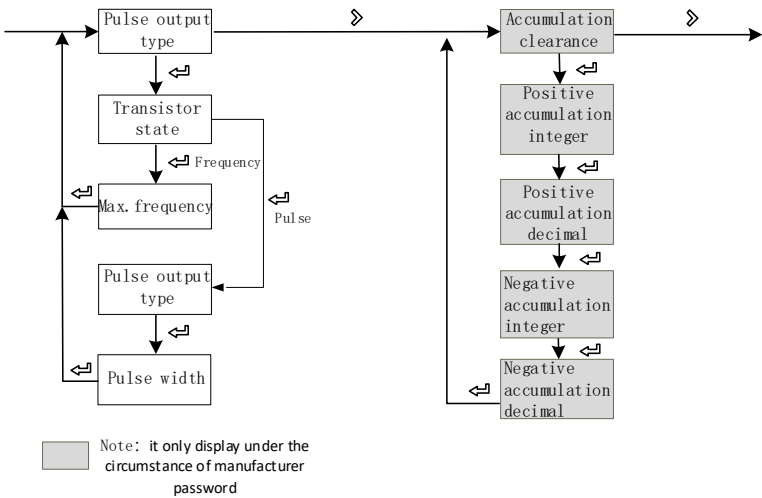 Pulse output
type
Transistor
state
Frequency
Max.frequency
Pulse
Pulse output
type
Pulse width
Accumulation
clearance
Positive
accumulation
integer
Positive
accumulation
decimal
Negative
accumulation
integer
Negative
accumulation
decimal
Note: it only display under the
circumstance of manufacturer
password